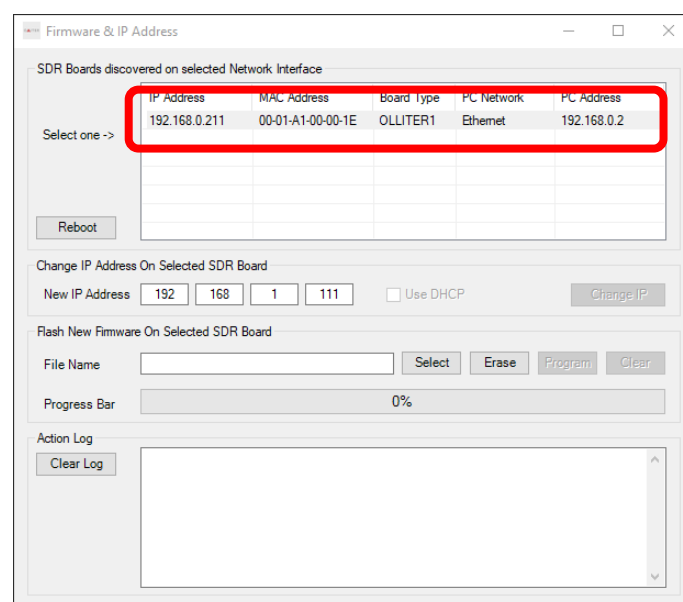 Firmware & IP Address
SDR Boards discovered on selected Network Interface
IP Address MAC Address Board Type PC Network PC Address
192.168.0.211 00-01-A1-00-00-1E OLLITER1 Ethernet 192.168.0.2
Select one ->
Reboot
Change IP Address On Selected SDR Board
New IP Address 192 168 1 111 Use DHCP Change IP
Flash New Firmware On Selected SDR Board
File Name Select Erase Program Clear
Progress Bar 0%
Action Log
Clear Log